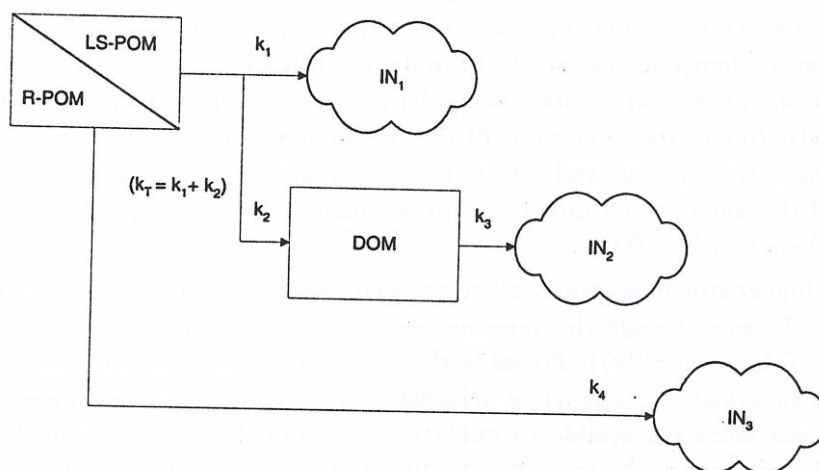 LS-POM
R-POM
k1
IN1
(kT = k1 + k2)
k2
DOM
k3
IN2
k4
IN3